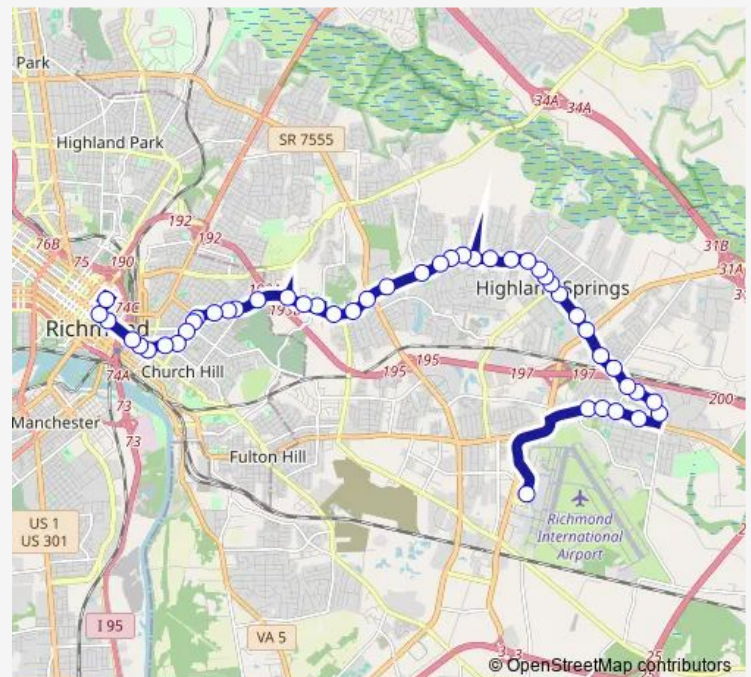 Park
SR 7555
34A
34A
Highland Park
192
192
76B
75
190
31B
31A
74C
Highland Springs
Richmond
Church Hill
195
195
197
197
200
74A
73
73
Manchester
Fulton Hill
US 1
US 301
Richmond
International
Airport
I 95
VA 5
© OpenStreetMap contributors